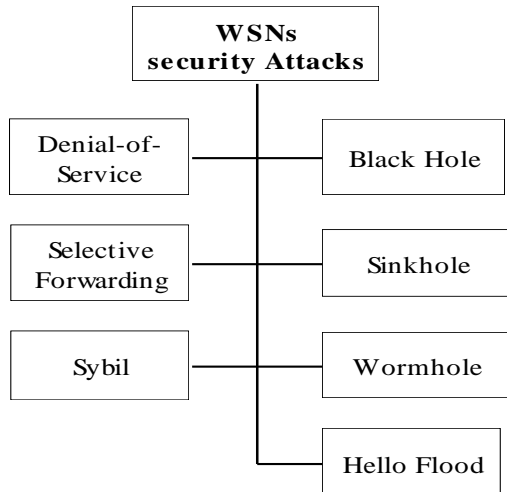 WSNs
security Attacks
Denial-of-
Service
Black Hole
Selective
Forwarding
Sinkhole
Sybil
Wormhole
Hello Flood